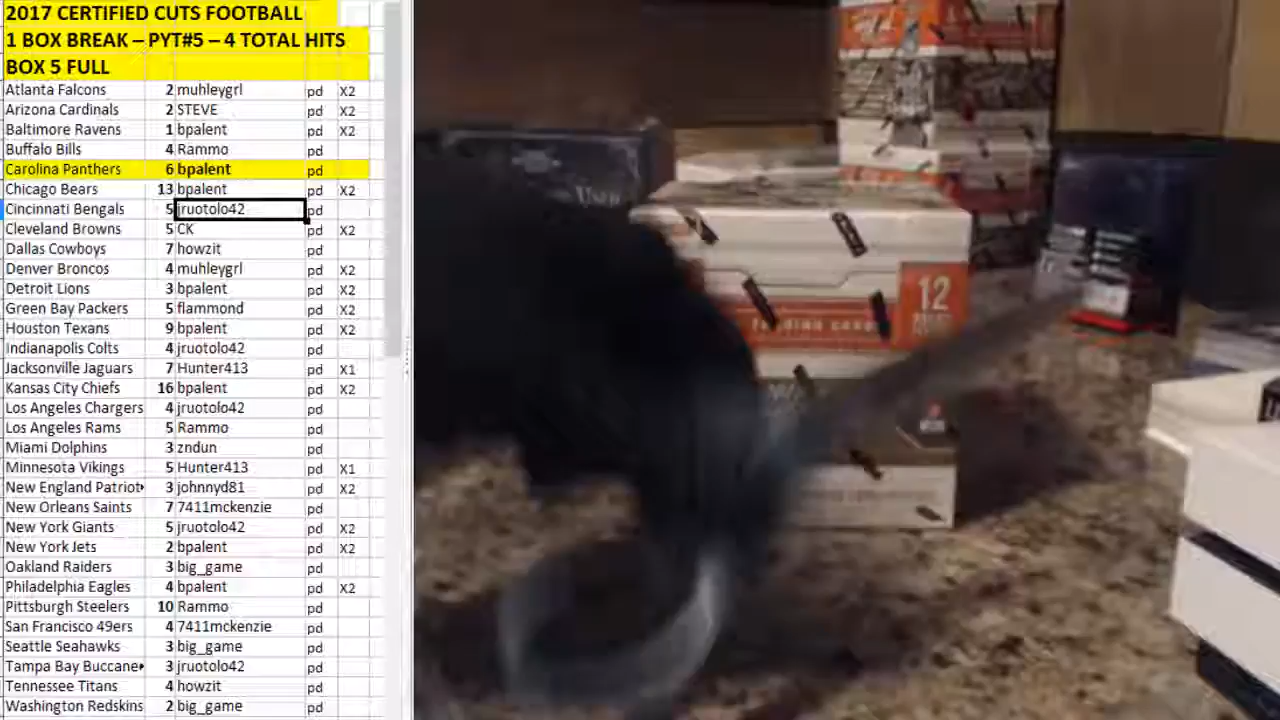 2017 CERTIFIED CUTS FOOTBALL
1 BOX BREAK – PYT#5 – 4 TOTAL HITS
BOX 5 FULL
Atlanta Falcons 2 muhleygrl pd X2
Arizona Cardinals 2 STEVE pd X2
Baltimore Ravens 1 bpalent pd X2
Buffalo Bills 4 Rammo pd
Carolina Panthers 6 bpalent pd
Chicago Bears 13 bpalent pd X2
Cincinnati Bengals 5 jruotolo42 pd
Cleveland Browns 5 CK pd X2
Dallas Cowboys 7 howzit pd
Denver Broncos 4 muhleygrl pd X2
Detroit Lions 3 bpalent pd X2
Green Bay Packers 5 flammond pd X2
Houston Texans 9 bpalent pd X2
Indianapolis Colts 4 jruotolo42 pd
Jacksonville Jaguars 7 Hunter413 pd X1
Kansas City Chiefs 16 bpalent pd X2
Los Angeles Chargers 4 jruotolo42 pd
Los Angeles Rams 5 Rammo pd
Miami Dolphins 3 zndun pd
Minnesota Vikings 5 Hunter413 pd X1
New England Patriot 3 johnnyd81 pd X2
New Orleans Saints 7 7411mckenzie pd
New York Giants 5 jruotolo42 pd X2
New York Jets 2 bpalent pd X2
Oakland Raiders 3 big_game pd
Philadelphia Eagles 4 bpalent pd X2
Pittsburgh Steelers 10 Rammo pd
San Francisco 49ers 4 7411mckenzie pd
Seattle Seahawks 3 big_game pd
Tampa Bay Buccane 3 jruotolo42 pd
Tennessee Titans 4 howzit pd
Washington Redskins 2 big_game pd
12
TRADING CARDS